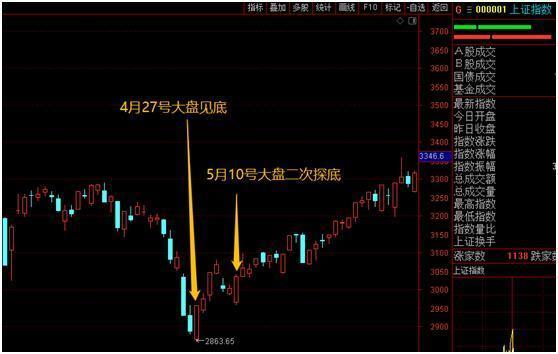 指标 叠加 多股 统计 画线 F10 标记 -自选 返回
G 000001 上证指数
3700
3650
3600
3550
3500
3450
3400
3346.6
3300
3250
3200
3150
3100
3050
3000
2950
2900
4月27号大盘见底
5月10号大盘二次探底
←2863.65
A股成交
B股成交
国债成交
基金成交
最新指数
今日开盘
昨日收盘
指数涨跌
指数涨幅
指数振幅 3
总成交额
总成交量
最高指数
最低指数
指数量比
上证换手
涨家数 1138 跌家数
上证指数